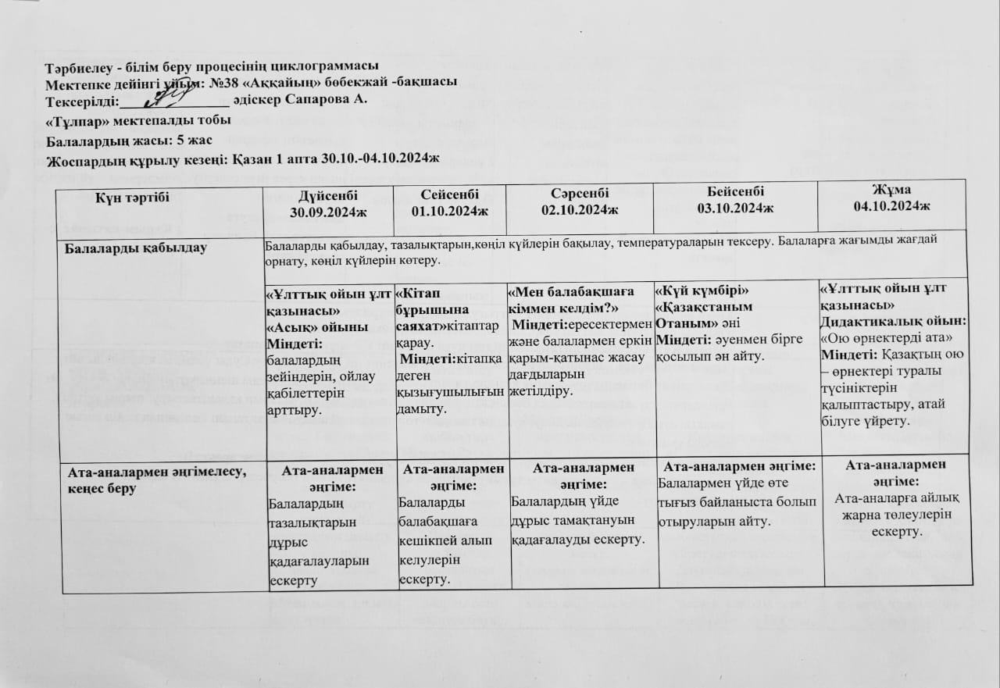 Тәрбиелеу - білім беру процесінің циклограммасы
Мектепке дейінгі ұйым: №38 «Аққайың» бөбекжай -бақшасы
Тексерілді:________________ әдіскер Сапарова А.
«Тұлпар» мектепалды тобы
Балалардың жасы: 5 жас
Жоспардың құрылу кезеңі: Қазан 1 апта 30.10.-04.10.2024ж
Күн тәртібі
Дүйсенбі
30.09.2024ж
Сейсенбі
01.10.2024ж
Сәрсенбі
02.10.2024ж
Бейсенбі
03.10.2024ж
Жұма
04.10.2024ж
Балаларды қабылдау
Балаларды қабылдау, тазалықтарын,көңіл күйлерін бақылау, температураларын тексеру. Балаларға жағымды жағдай
орнату, көңіл күйлерін көтеру.
«Ұлттық ойын ұлт
қазынасы»
«Асық» ойыны
Міндеті:
балалардың
зейіндерін, ойлау
қабілеттерін
арттыру.
«Кітап
бұрышына
саяхат»кітаптар
қарау.
Міндеті:кітапқа
деген
қызығушылығын
дамыту.
«Мен балабақшаға
кіммен келдім?»
Міндеті:ересектермен
және балалармен еркін
қарым-қатынас жасау
дағдыларын
жетілдіру.
«Күй күмбірі»
«Қазақстаным
Отаным» әні
Міндеті: әуенмен бірге
қосылып ән айту.
«Ұлттық ойын ұлт
қазынасы»
Дидактикалық ойын:
«Ою өрнектерді ата»
Міндеті: Қазақтың ою
– өрнектері туралы
түсініктерін
қалыптастыру, атай
білуге үйрету.
Ата-аналармен әңгімелесу,
кеңес беру
Ата-аналармен
әңгіме:
Балалардың
тазалықтарын
дұрыс
қадағалауларын
ескерту
Ата-аналармен
әңгіме:
Балаларды
балабақшаға
кешікпей алып
келулерін
ескерту.
Ата-аналармен
әңгіме:
Балалардың үйде
дұрыс тамақтануын
қадағалауды ескерту.
Ата-аналармен әңгіме:
Балалармен үйде өте
тығыз байланыста болып
отыруларын айту.
Ата-аналармен
әңгіме:
Ата-аналарға айлық
жарна төлеулерін
ескерту.